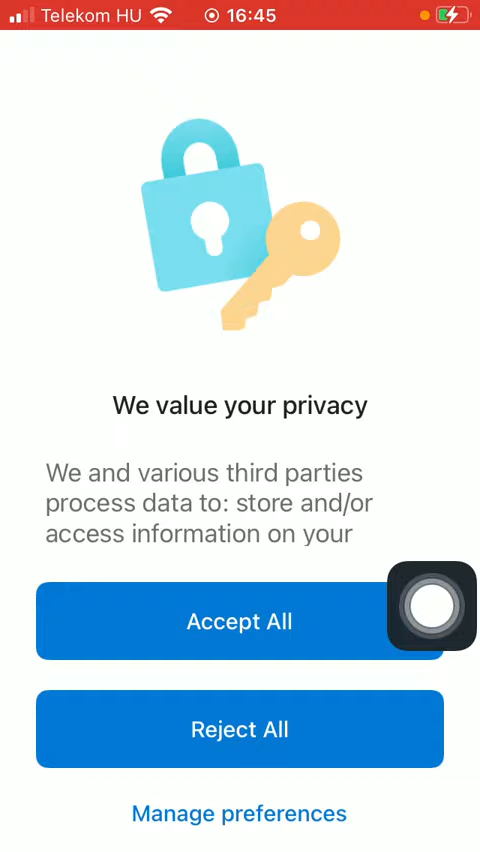 Telekom HU 16:45
We value your privacy
We and various third parties
process data to: store and/or
access information on your
Accept All
Reject All
Manage preferences